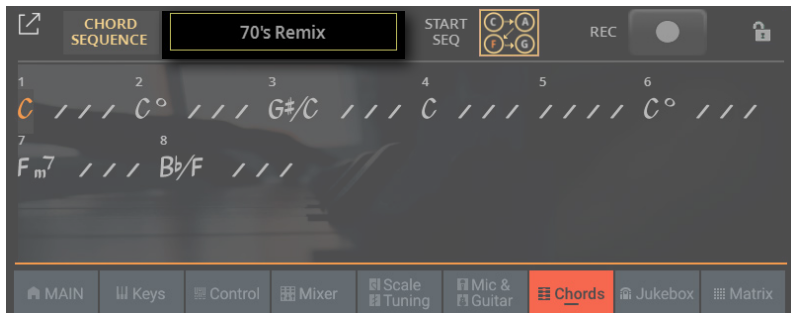 CHORD SEQUENCE 70's Remix START SEQ C A F G REC
1 2 3 4 5 6
C / / / C° / / / G♯/C / / / C / / / / / / / C° / / /
7 8
Fm7 / / / B♭/F / / /
MAIN Keys Control Mixer Scale Tuning Mic & Guitar Chords Jukebox Matrix